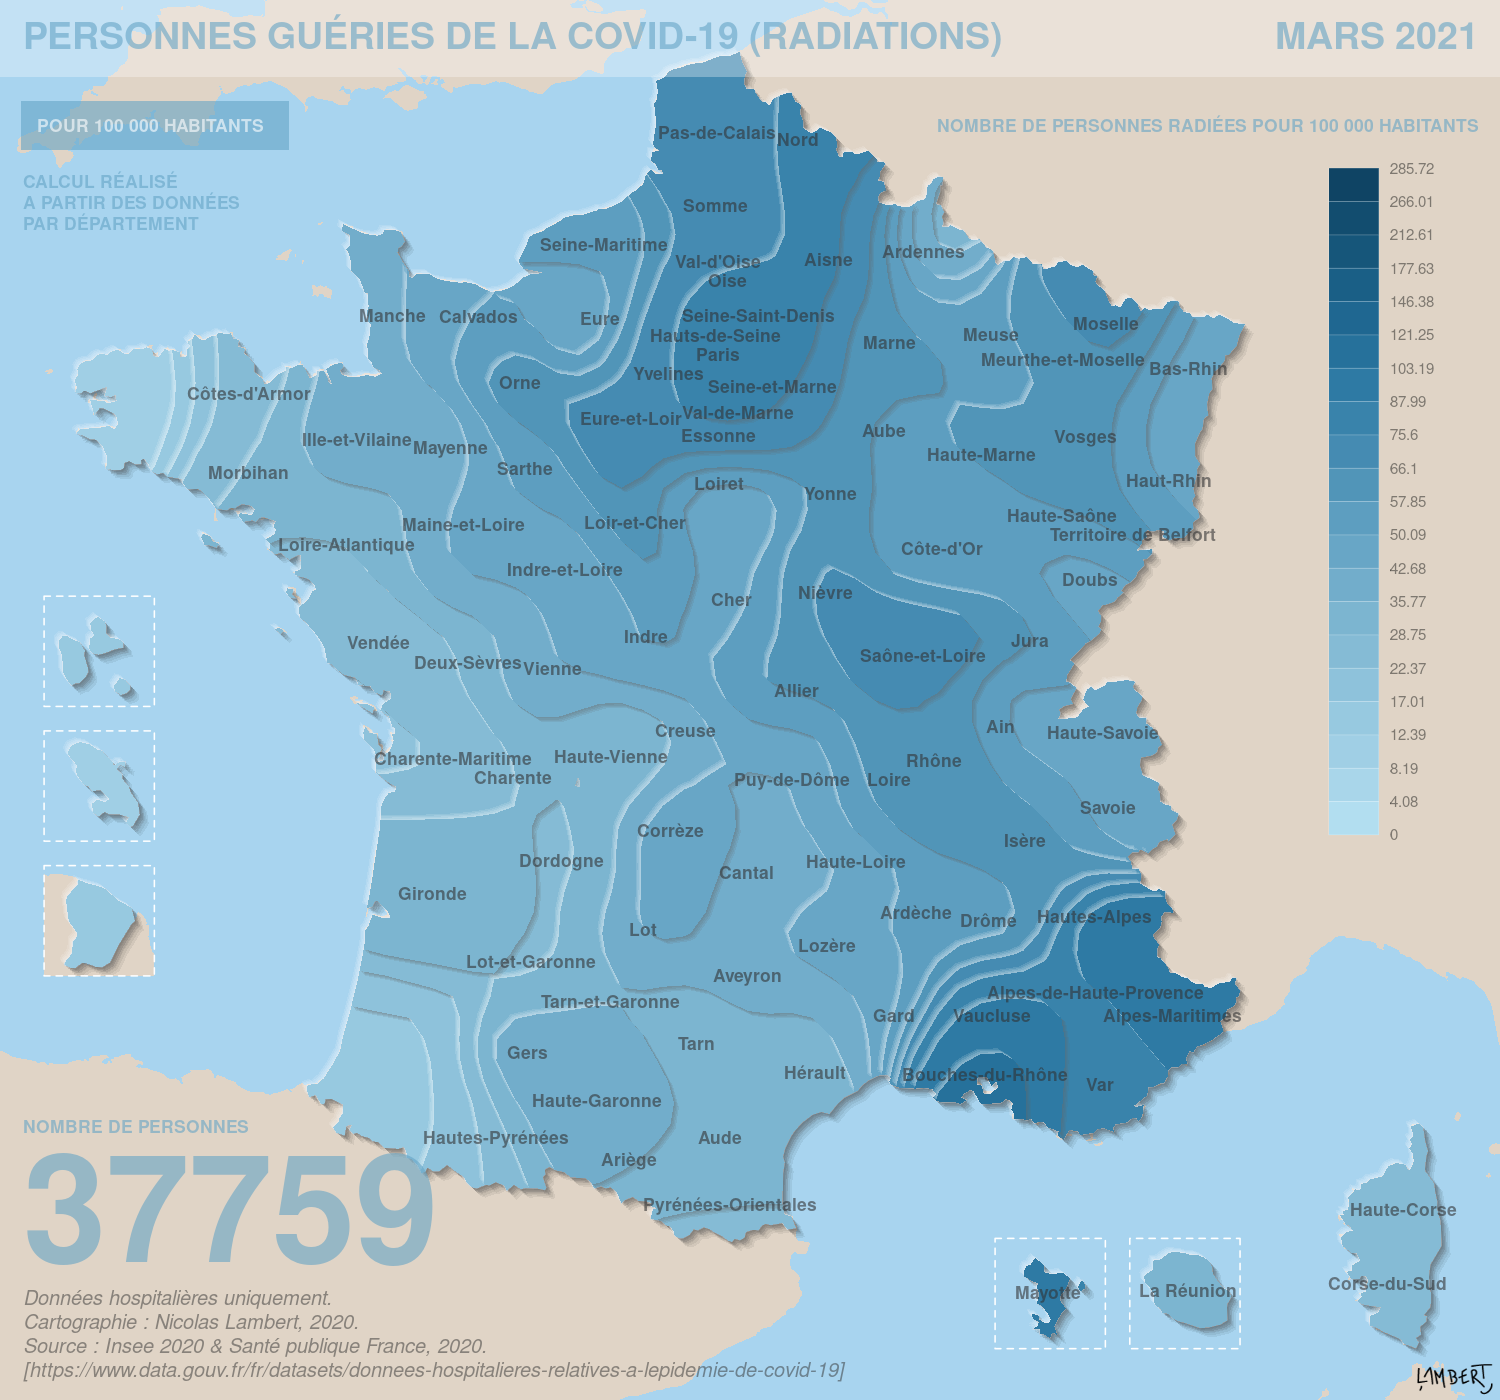 PERSONNES GUÉRIES DE LA COVID-19 (RADIATIONS)
MARS 2021
POUR 100 000 HABITANTS
CALCUL RÉALISÉ
A PARTIR DES DONNÉES
PAR DÉPARTEMENT
NOMBRE DE PERSONNES RADIÉES POUR 100 000 HABITANTS
285.72
266.01
212.61
177.63
146.38
121.25
103.19
87.99
75.6
66.1
57.85
50.09
42.68
35.77
28.75
22.37
17.01
12.39
8.19
4.08
0
Pas-de-Calais
Nord
Somme
Seine-Maritime
Val-d'Oise
Aisne
Ardennes
Oise
Manche
Calvados
Eure
Seine-Saint-Denis
Moselle
Hauts-de-Seine
Marne
Meuse
Paris
Meurthe-et-Moselle
Bas-Rhin
Yvelines
Orne
Seine-et-Marne
Côtes-d'Armor
Val-de-Marne
Eure-et-Loir
Essonne
Aube
Vosges
Ille-et-Vilaine
Mayenne
Haute-Marne
Sarthe
Morbihan
Loiret
Haut-Rhin
Yonne
Maine-et-Loire
Loir-et-Cher
Haute-Saône
Territoire de Belfort
Loire-Atlantique
Côte-d'Or
Indre-et-Loire
Doubs
Nièvre
Cher
Vendée
Indre
Jura
Saône-et-Loire
Deux-Sèvres
Vienne
Allier
Creuse
Ain
Haute-Savoie
Charente-Maritime
Haute-Vienne
Rhône
Charente
Puy-de-Dôme
Loire
Savoie
Corrèze
Isère
Dordogne
Haute-Loire
Cantal
Gironde
Ardèche
Drôme
Hautes-Alpes
Lot
Lozère
Lot-et-Garonne
Aveyron
Alpes-de-Haute-Provence
Tarn-et-Garonne
Gard
Vaucluse
Alpes-Maritimes
Tarn
Gers
Hérault
Bouches-du-Rhône
Var
Haute-Garonne
Hautes-Pyrénées
Aude
Ariège
Pyrénées-Orientales
Haute-Corse
Corse-du-Sud
Mayotte
La Réunion
NOMBRE DE PERSONNES
37759
Données hospitalières uniquement.
Cartographie : Nicolas Lambert, 2020.
Source : Insee 2020 & Santé publique France, 2020.
[https://www.data.gouv.fr/fr/datasets/donnees-hospitalieres-relatives-a-lepidemie-de-covid-19]
LAMBERT